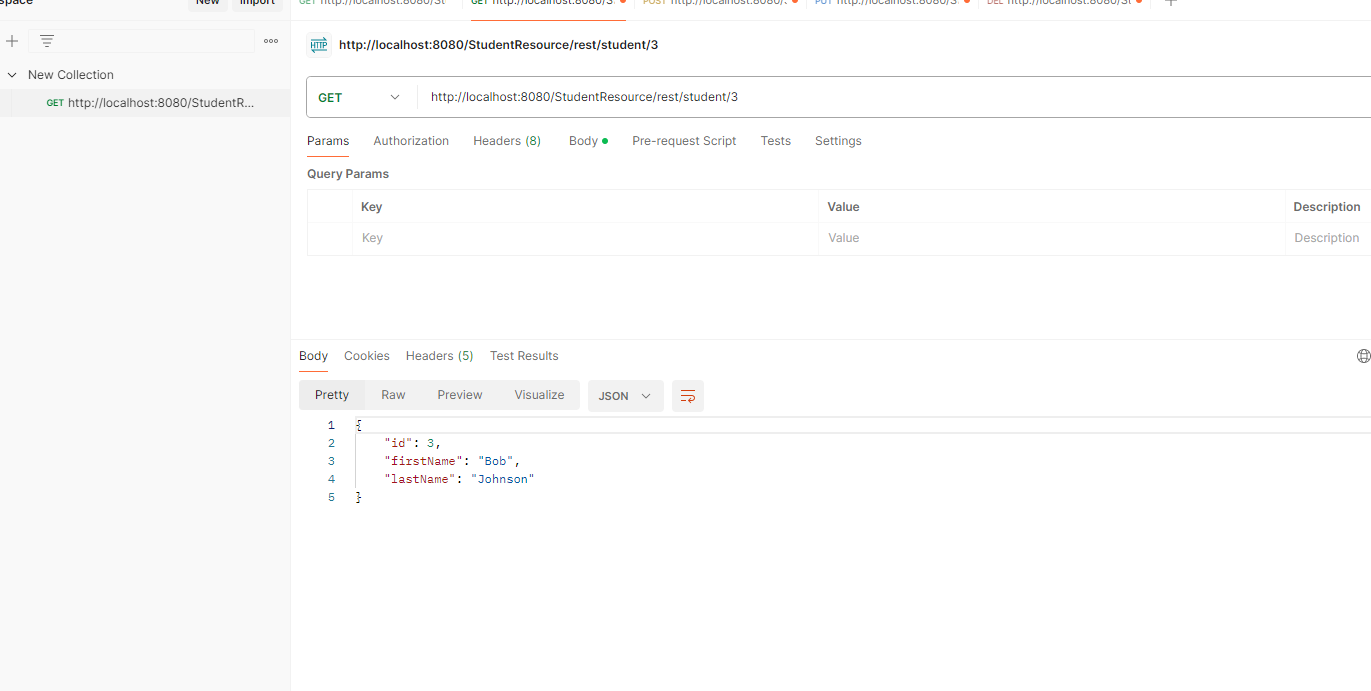 space New Import GET http://localhost:8080/St GET http://localhost:8080/S POST http://localhost:8080/ PUT http://localhost:8080/S DEL http://localhost:8080/St
HTTP http://localhost:8080/StudentResource/rest/student/3
New Collection
GET http://localhost:8080/StudentR...
GET http://localhost:8080/StudentResource/rest/student/3
Params Authorization Headers (8) Body Pre-request Script Tests Settings
Query Params
Key Value Description
Key Value Description
Body Cookies Headers (5) Test Results
Pretty Raw Preview Visualize JSON
1 {
2 "id": 3,
3 "firstName": "Bob",
4 "lastName": "Johnson"
5 }